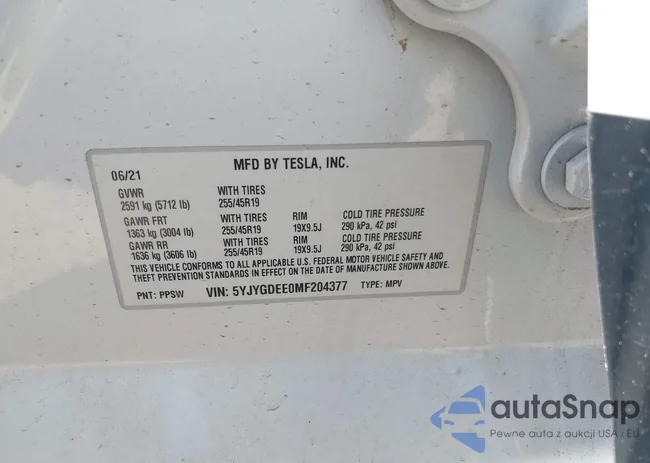 MFD BY TESLA, INC.
06/21
GVWR WITH TIRES
2591 kg (5712 lb) 255/45R19
GAWR FRT WITH TIRES RIM COLD TIRE PRESSURE
1363 kg (3004 lb) 255/45R19 19X9.5J 290 kPa, 42 psi
GAWR RR WITH TIRES RIM COLD TIRE PRESSURE
1636 kg (3606 lb) 255/45R19 19X9.5J 290 kPa, 42 psi
THIS VEHICLE CONFORMS TO ALL APPLICABLE U.S. FEDERAL MOTOR VEHICLE SAFETY AND
THEFT PREVENTION STANDARDS IN EFFECT ON THE DATE OF MANUFACTURE SHOWN ABOVE.
PNT: PPSW VIN: 5YJYGDEE0MF204377 TYPE: MPV
autaSnap
Pewne auta z aukcji USA i EU